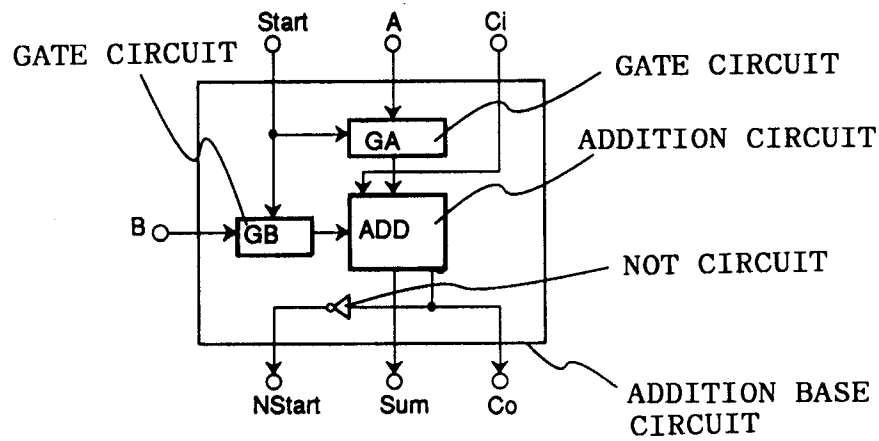 Start A Ci
GATE CIRCUIT
GATE CIRCUIT
GA
ADDITION CIRCUIT
B
GB
ADD
NOT CIRCUIT
NStart Sum Co
ADDITION BASE
CIRCUIT